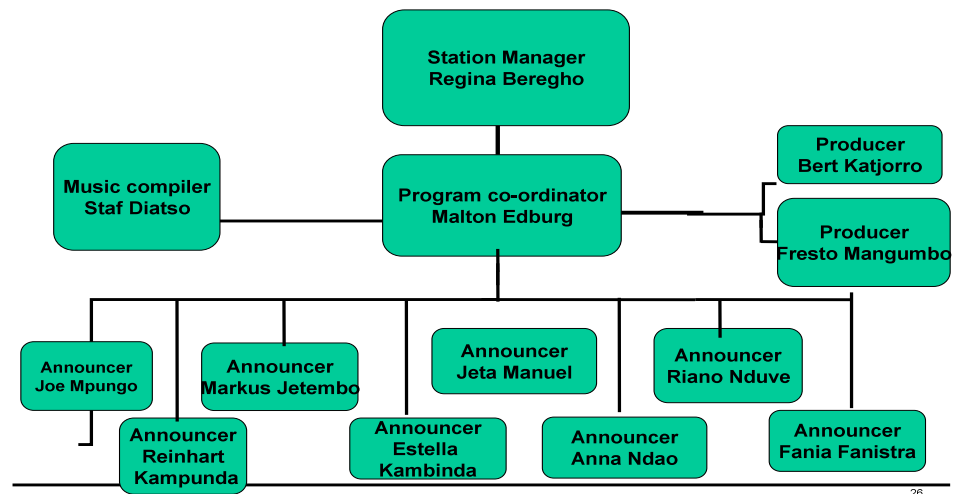 Station Manager
Regina Beregho
Producer
Bert Katjorro
Music compiler
Staf Diatso
Program co-ordinator
Malton Edburg
Producer
Fresto Mangumbo
Announcer
Joe Mpungo
Announcer
Markus Jetembo
Announcer
Jeta Manuel
Announcer
Riano Nduve
Announcer
Reinhart
Kampunda
Announcer
Estella
Kambinda
Announcer
Anna Ndao
Announcer
Fania Fanistra
26